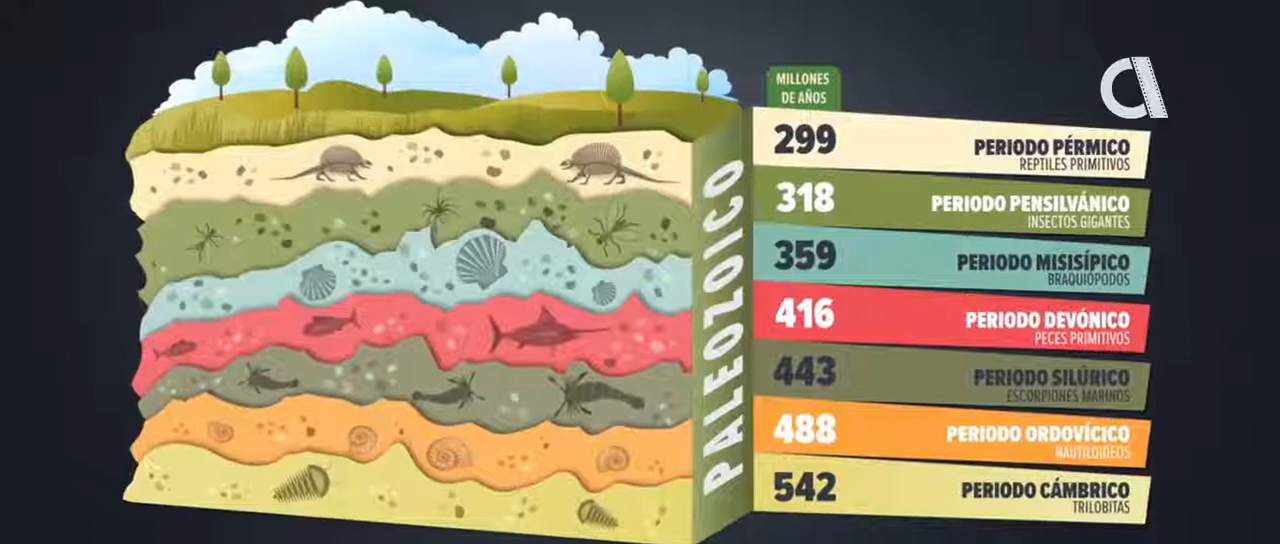 MILLONES
DE AÑOS
PALEOZOICO
299
PERIODO PÉRMICO
REPTILES PRIMITIVOS
318
PERIODO PENSILVÁNICO
INSECTOS GIGANTES
359
PERIODO MISISÍPICO
BRAQUIÓPODOS
416
PERIODO DEVÓNICO
PECES PRIMITIVOS
443
PERIODO SILÚRICO
ESCORPIONES MARINOS
488
PERIODO ORDOVÍCICO
NAUTILOIDEOS
542
PERIODO CÁMBRICO
TRILOBITAS